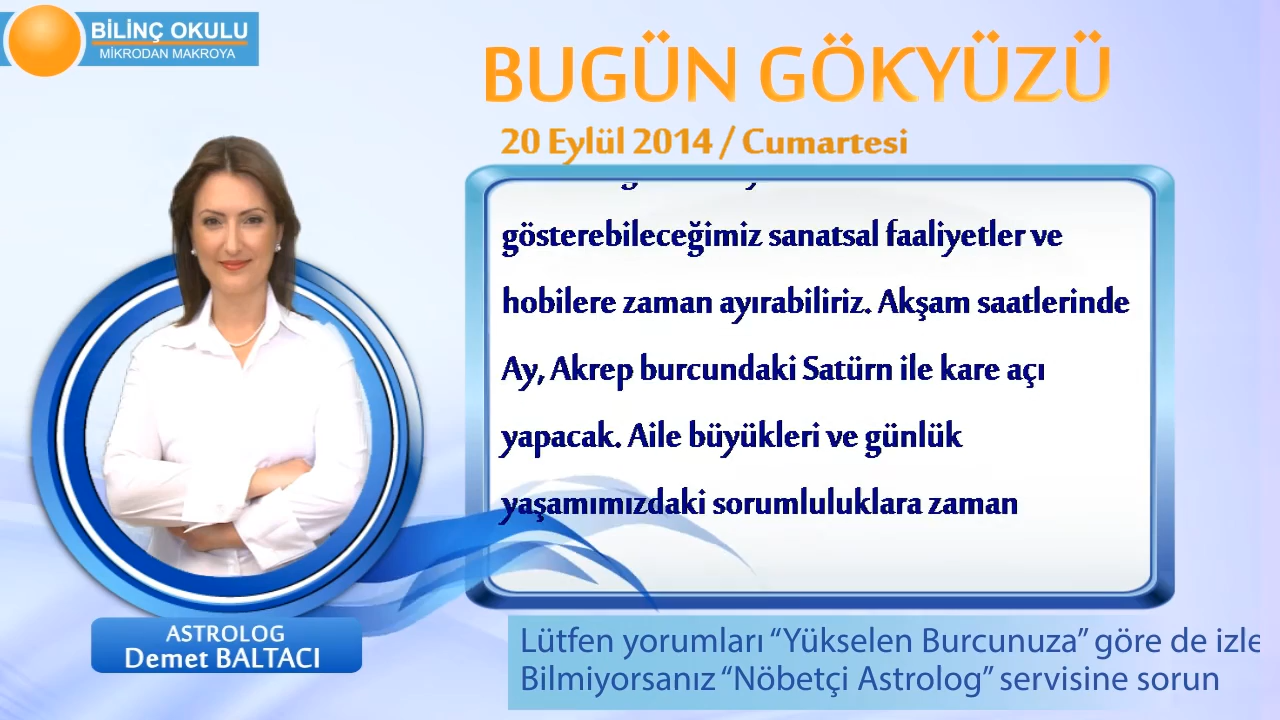 BİLİNÇ OKULU
MİKRODAN MAKROYA
BUGÜN GÖKYÜZÜ
20 Eylül 2014 / Cumartesi
gösterebileceğimiz sanatsal faaliyetler ve
hobilere zaman ayırabiliriz. Akşam saatlerinde
Ay, Akrep burcundaki Satürn ile kare açı
yapacak. Aile büyükleri ve günlük
yaşamımızdaki sorumluluklara zaman
ASTROLOG
Demet BALTACI
Lütfen yorumları “Yükselen Burcunuza” göre de izle
Bilmiyorsanız “Nöbetçi Astrolog” servisine sorun